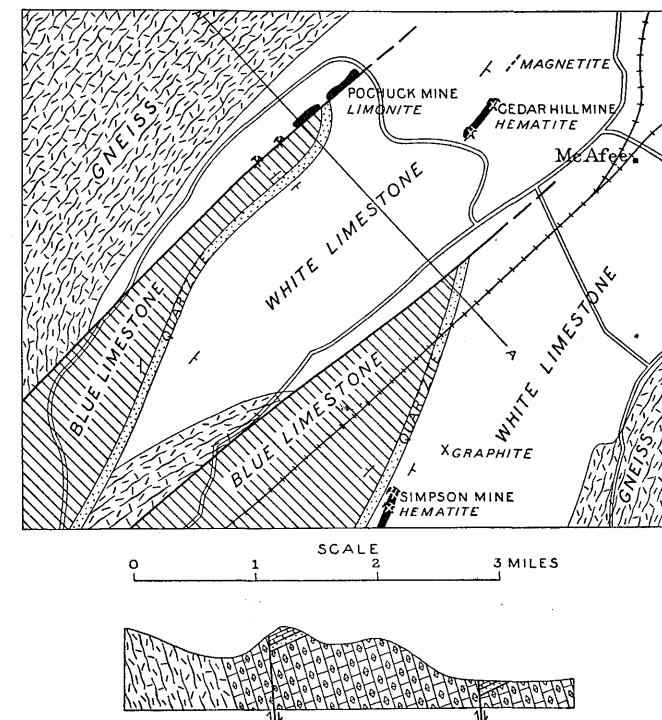 A
MAGNETITE
POCHUCK MINE
LIMONITE
CEDAR HILL MINE
HEMATITE
GNEISS
McAfee
WHITE LIMESTONE
QUARTZITE
BLUE LIMESTONE
A
WHITE LIMESTONE
BLUE LIMESTONE
QUARTZITE
X GRAPHITE
GNEISS
SIMPSON MINE
HEMATITE
SCALE
0 1 2 3 MILES